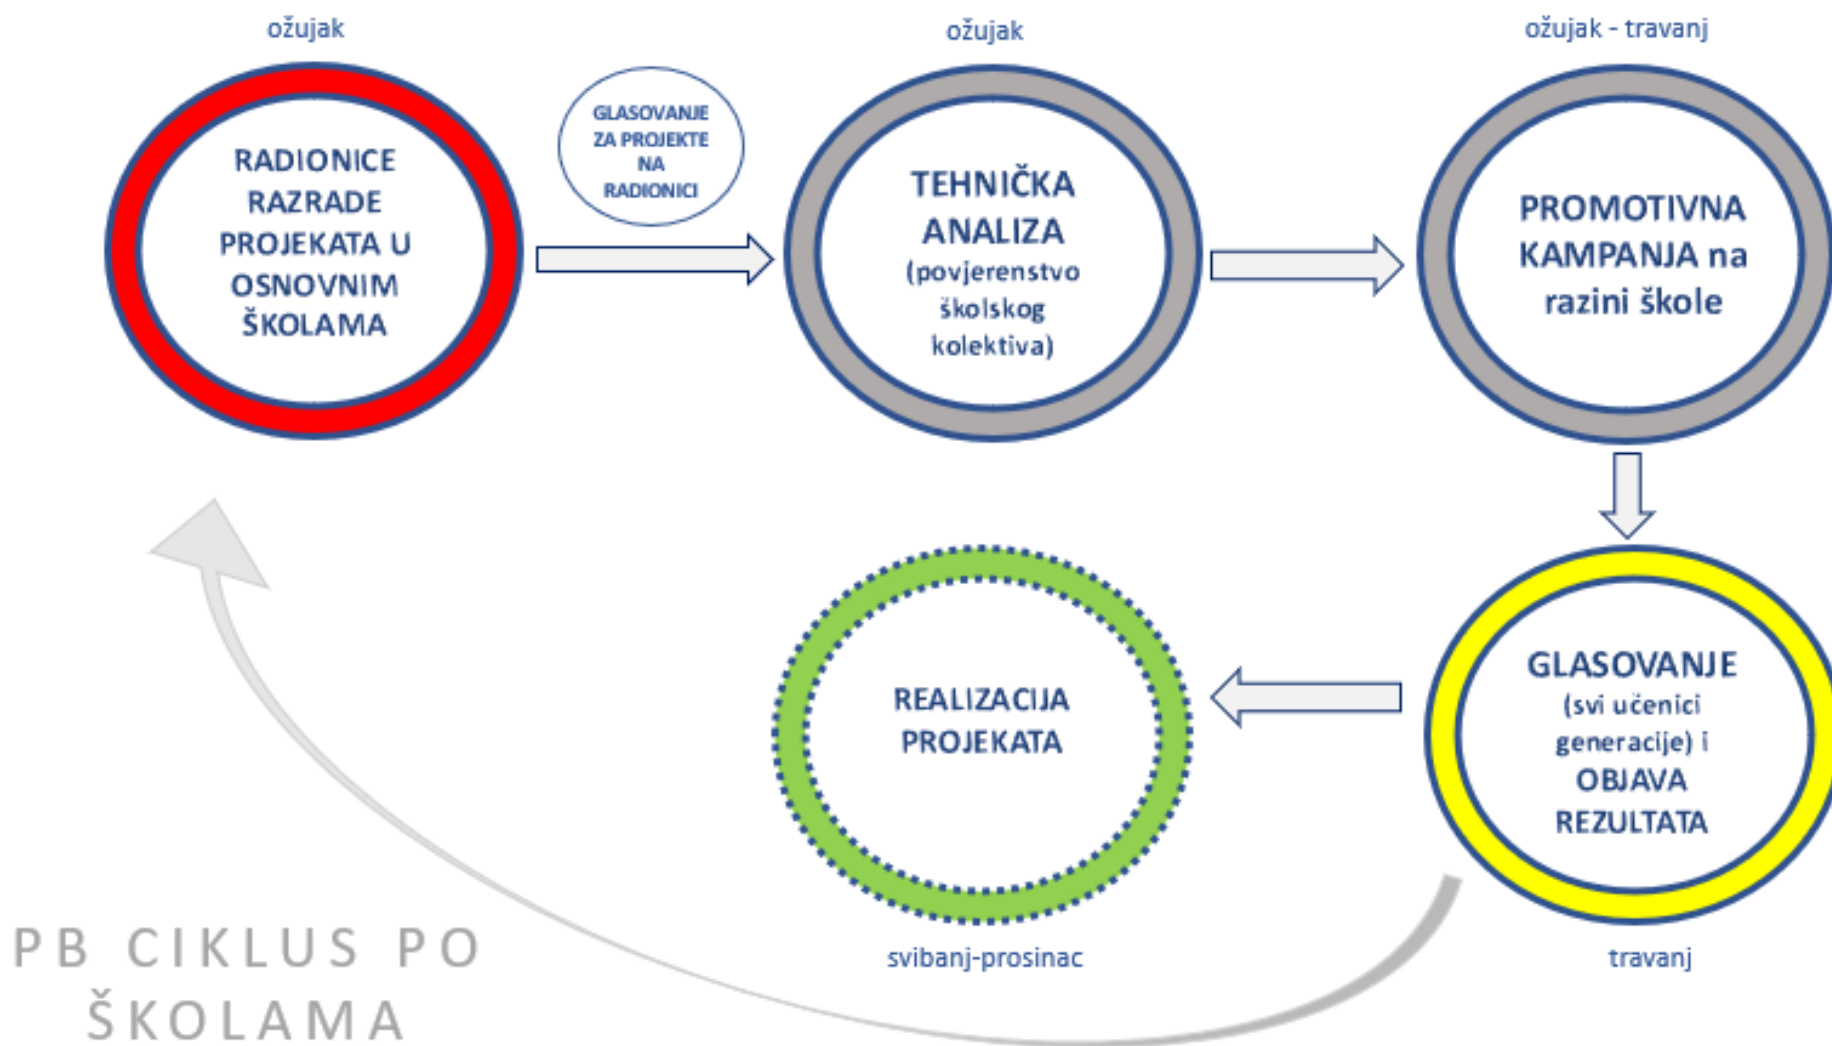 ožujak
RADIONICE
RAZRADE
PROJEKATA U
OSNOVNIM
ŠKOLAMA
GLASOVANJE
ZA PROJEKTE
NA
RADIONICI
ožujak
TEHNIČKA
ANALIZA
(povjerenstvo
školskog
kolektiva)
ožujak - travanj
PROMOTIVNA
KAMPANJA na
razini škole
GLASOVANJE
(svi učenici
generacije) i
OBJAVA
REZULTATA
travanj
REALIZACIJA
PROJEKATA
svibanj-prosinac
PB CIKLUS PO
ŠKOLAMA